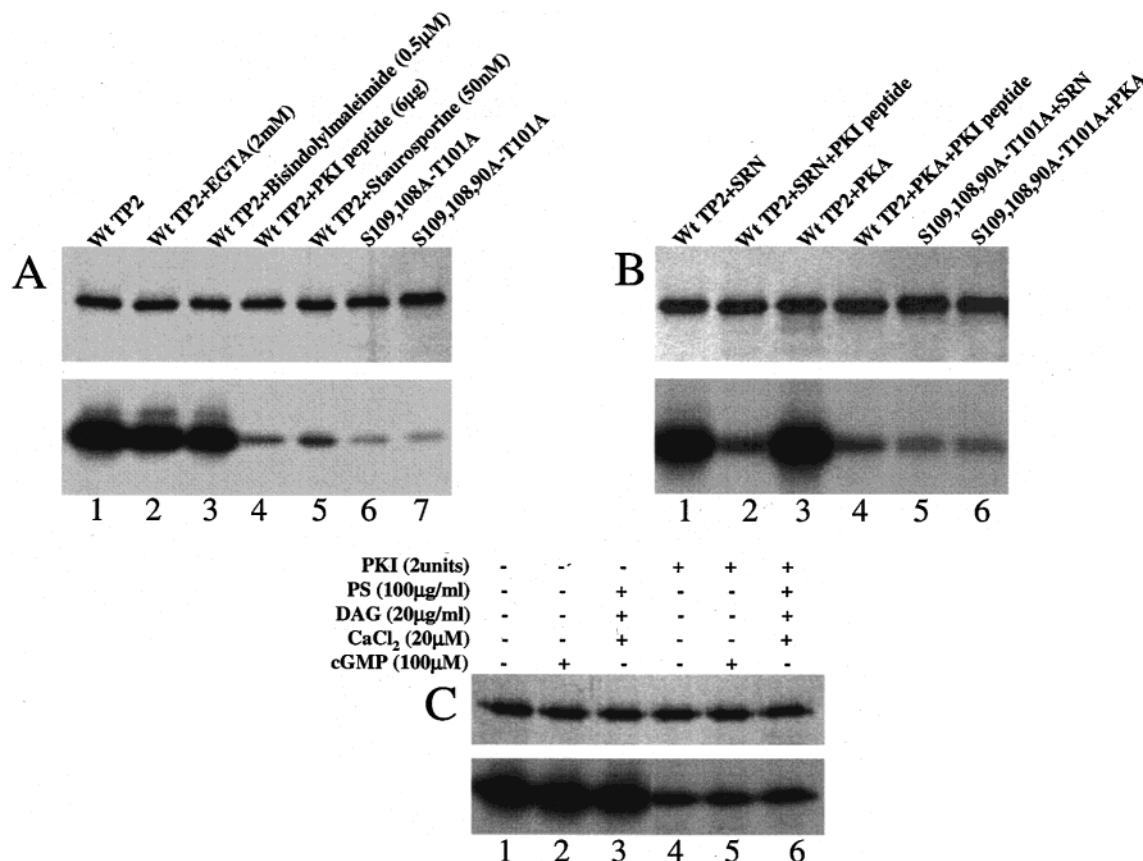 Wt TP2
Wt TP2+EGTA(2mM)
Wt TP2+Bisindolylmaleimide (0.5μM)
Wt TP2+PKI peptide (6μg)
Wt TP2+Staurosporine (50nM)
S109,108A-T101A
S109,108,90A-T101A
A
1 2 3 4 5 6 7
Wt TP2+SRN
Wt TP2+SRN+PKI peptide
Wt TP2+PKA
Wt TP2+PKA+PKI peptide
S109,108,90A-T101A+SRN
S109,108,90A-T101A+PKA
B
1 2 3 4 5 6
PKI (2units) - - - + + +
PS (100μg/ml) - - + - - +
DAG (20μg/ml) - - + - - +
CaCl₂ (20μM) - - + - - +
cGMP (100μM) - + - - + -
C
1 2 3 4 5 6